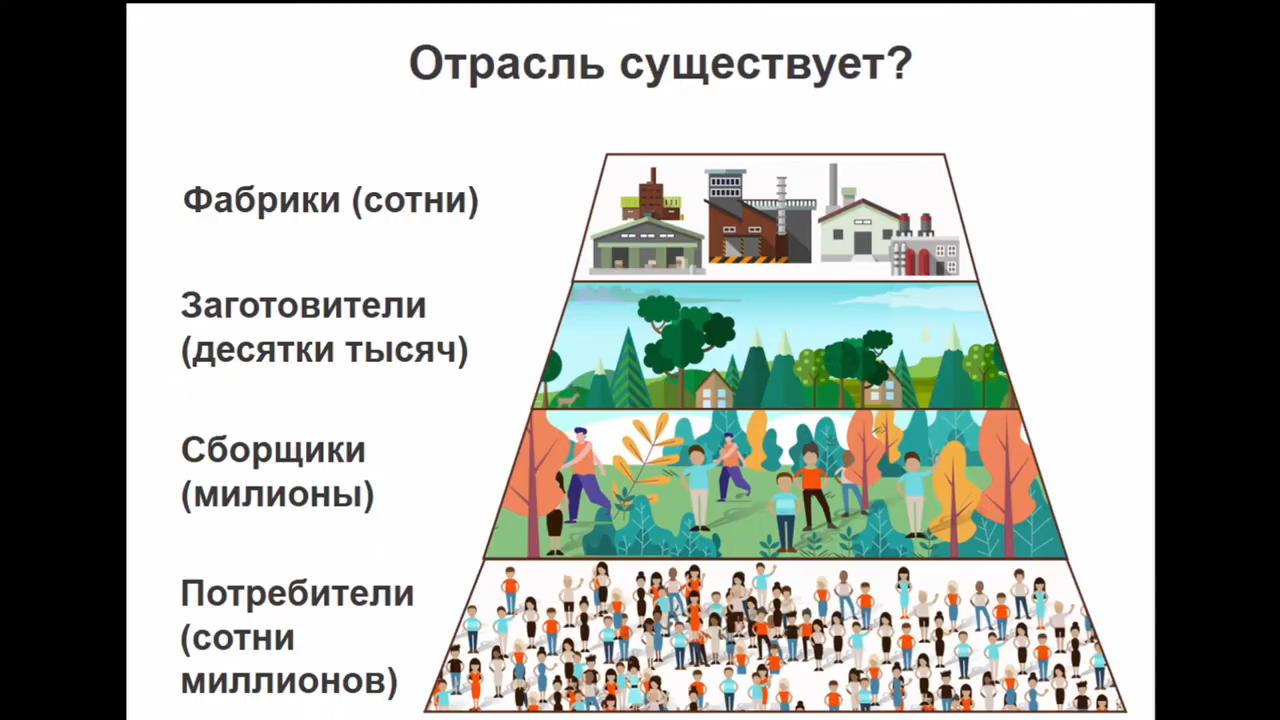 Отрасль существует?
Фабрики (сотни)
Заготовители
(десятки тысяч)
Сборщики
(милионы)
Потребители
(сотни
миллионов)